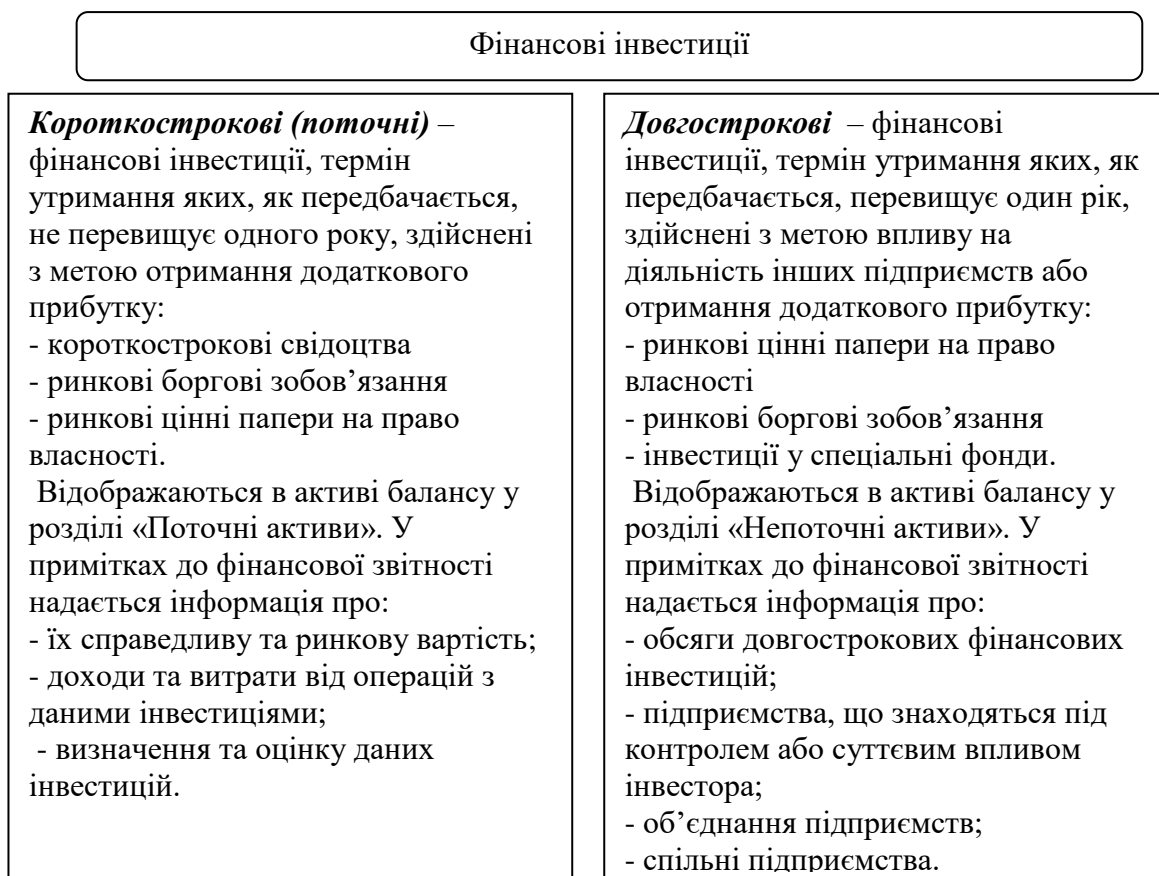 Фінансові інвестиції
Короткострокові (поточні) –
фінансові інвестиції, термін
утримання яких, як передбачається,
не перевищує одного року, здійснені
з метою отримання додаткового
прибутку:
- короткострокові свідоцтва
- ринкові боргові зобов’язання
- ринкові цінні папери на право
власності.
Відображаються в активі балансу у
розділі «Поточні активи». У
примітках до фінансової звітності
надається інформація про:
- їх справедливу та ринкову вартість;
- доходи та витрати від операцій з
даними інвестиціями;
- визначення та оцінку даних
інвестицій.
Довгострокові – фінансові
інвестиції, термін утримання яких, як
передбачається, перевищує один рік,
здійснені з метою впливу на
діяльність інших підприємств або
отримання додаткового прибутку:
- ринкові цінні папери на право
власності
- ринкові боргові зобов’язання
- інвестиції у спеціальні фонди.
Відображаються в активі балансу у
розділі «Непоточні активи». У
примітках до фінансової звітності
надається інформація про:
- обсяги довгострокових фінансових
інвестицій;
- підприємства, що знаходяться під
контролем або суттєвим впливом
інвестора;
- об’єднання підприємств;
- спільні підприємства.